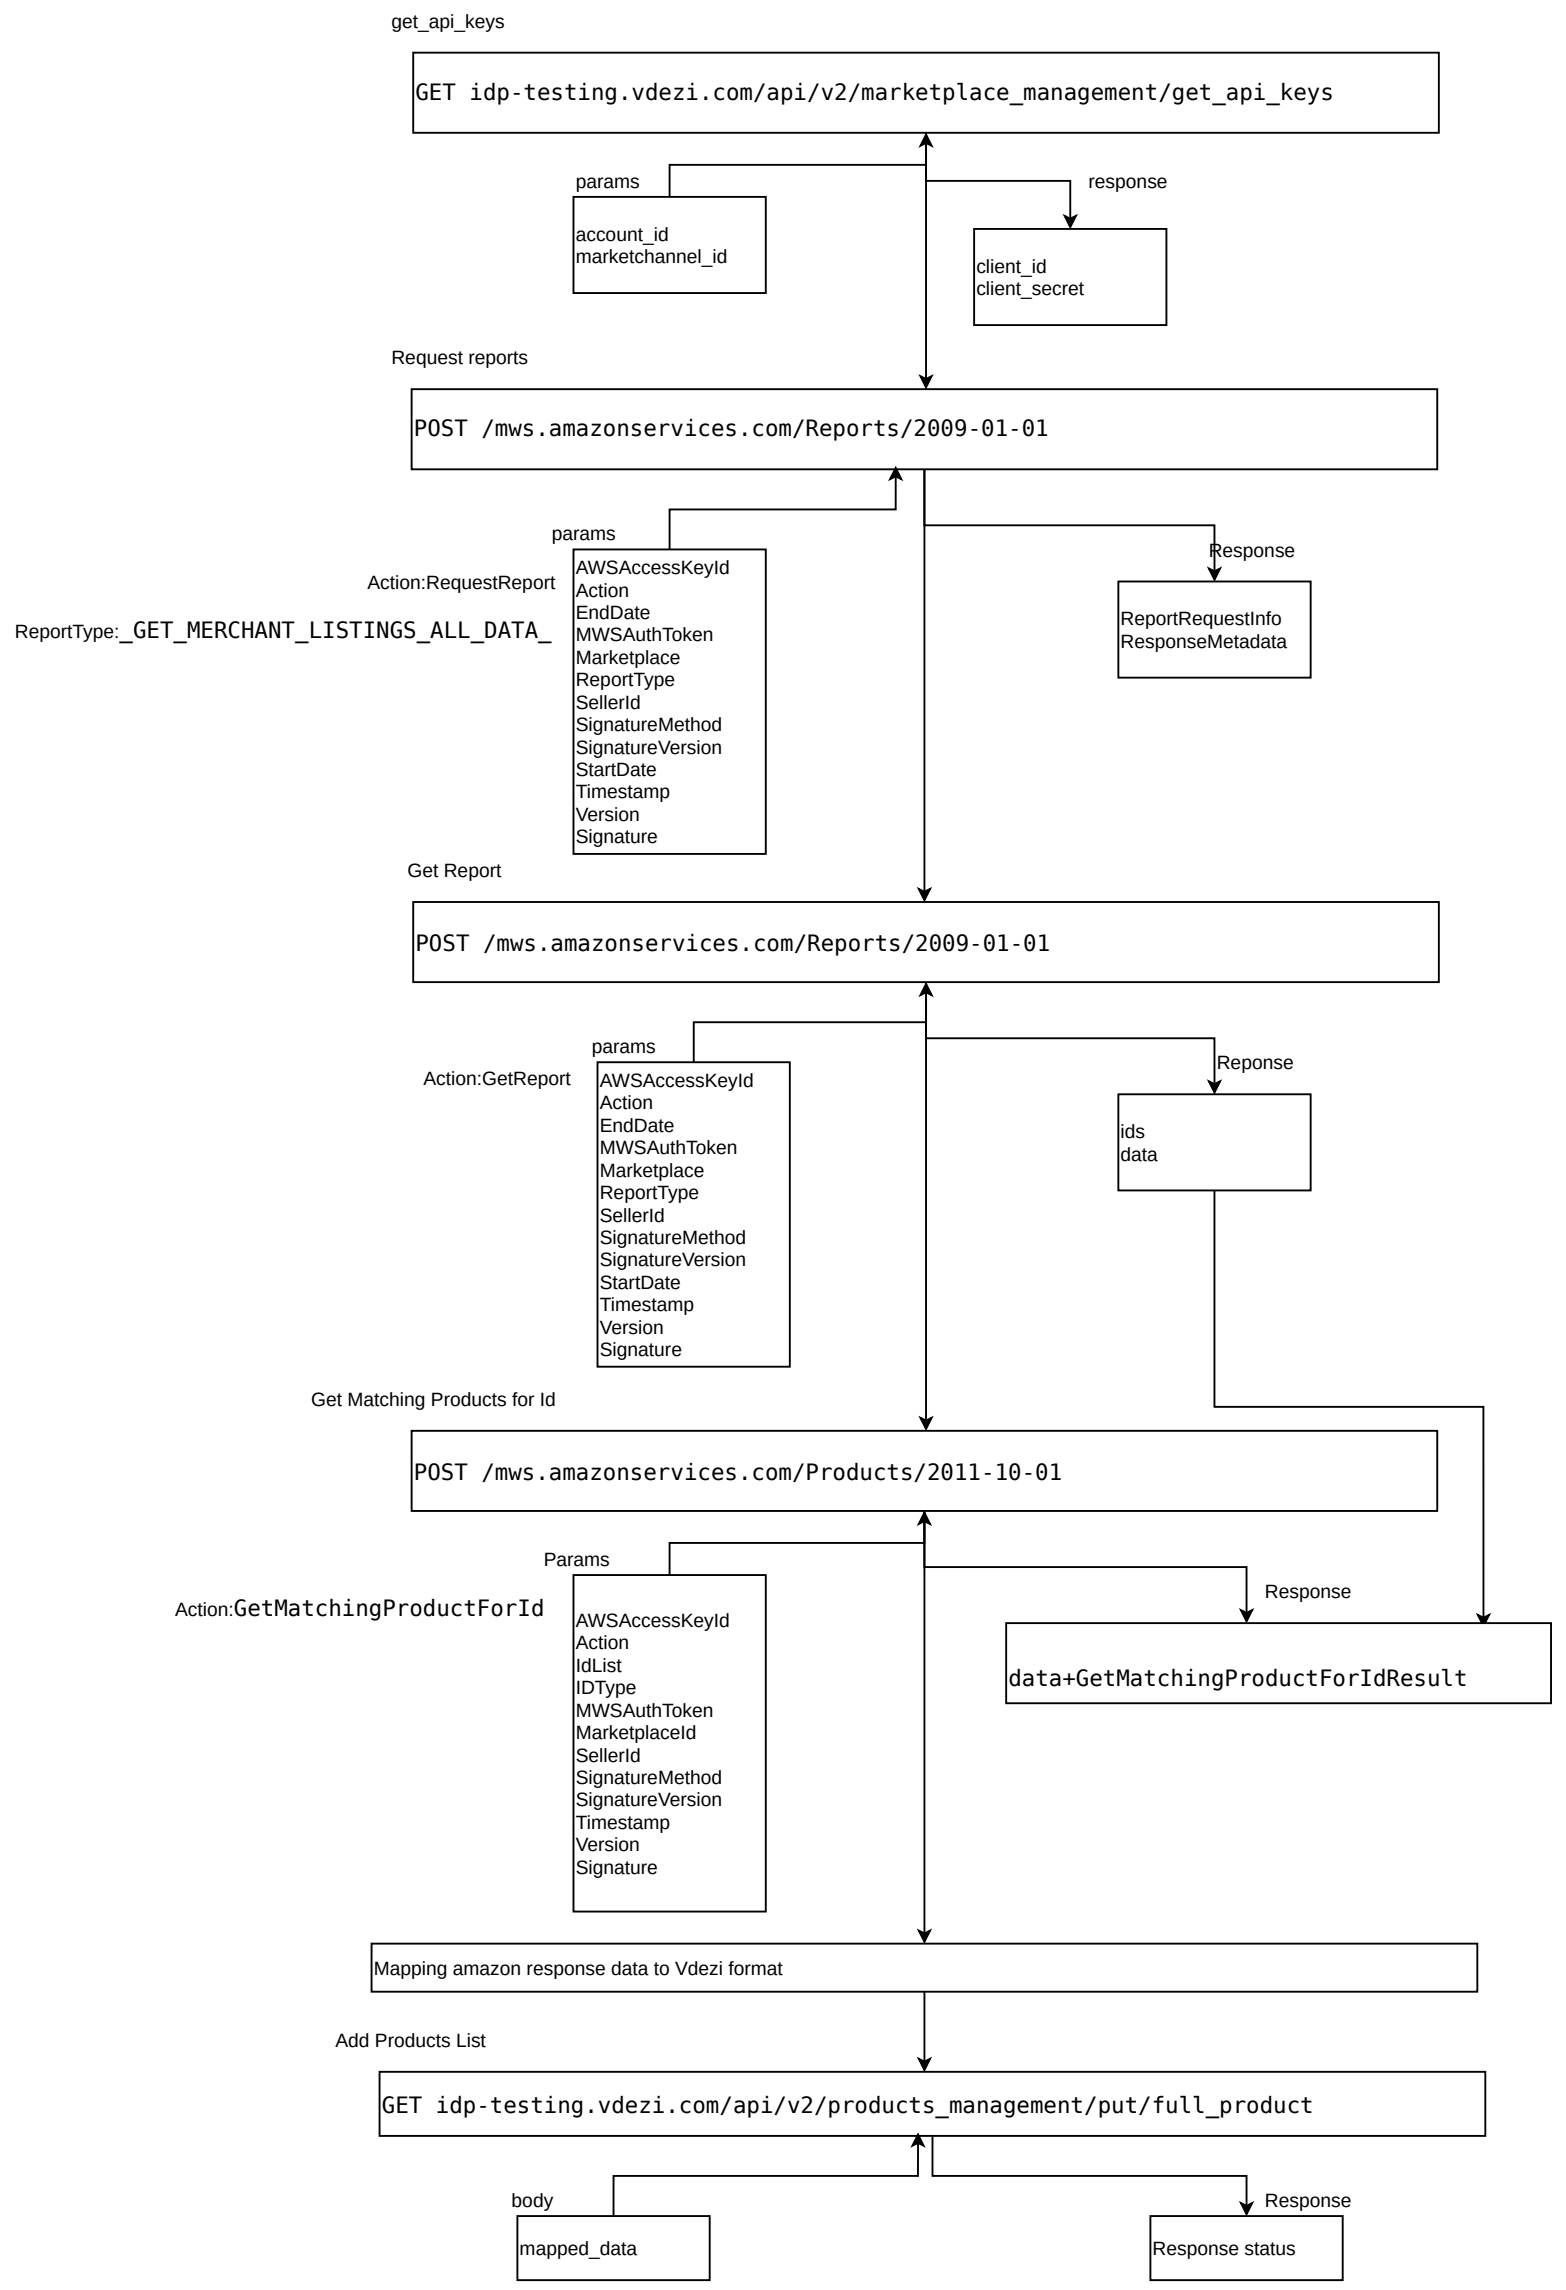 get_api_keys
GET idp-testing.vdezi.com/api/v2/marketplace_management/get_api_keys
params
response
account_id
marketchannel_id
client_id
client_secret
Request reports
POST /mws.amazonservices.com/Reports/2009-01-01
params
Response
Action:RequestReport
ReportType:_GET_MERCHANT_LISTINGS_ALL_DATA_
AWSAccessKeyId
Action
EndDate
MWSAuthToken
Marketplace
ReportType
SellerId
SignatureMethod
SignatureVersion
StartDate
Timestamp
Version
Signature
ReportRequestInfo
ResponseMetadata
Get Report
POST /mws.amazonservices.com/Reports/2009-01-01
params
Reponse
Action:GetReport
AWSAccessKeyId
Action
EndDate
MWSAuthToken
Marketplace
ReportType
SellerId
SignatureMethod
SignatureVersion
StartDate
Timestamp
Version
Signature
ids
data
Get Matching Products for Id
POST /mws.amazonservices.com/Products/2011-10-01
Params
Response
Action:GetMatchingProductForId
AWSAccessKeyId
Action
IdList
IDType
MWSAuthToken
MarketplaceId
SellerId
SignatureMethod
SignatureVersion
Timestamp
Version
Signature
data+GetMatchingProductForIdResult
Mapping amazon response data to Vdezi format
Add Products List
GET idp-testing.vdezi.com/api/v2/products_management/put/full_product
body
Response
mapped_data
Response status